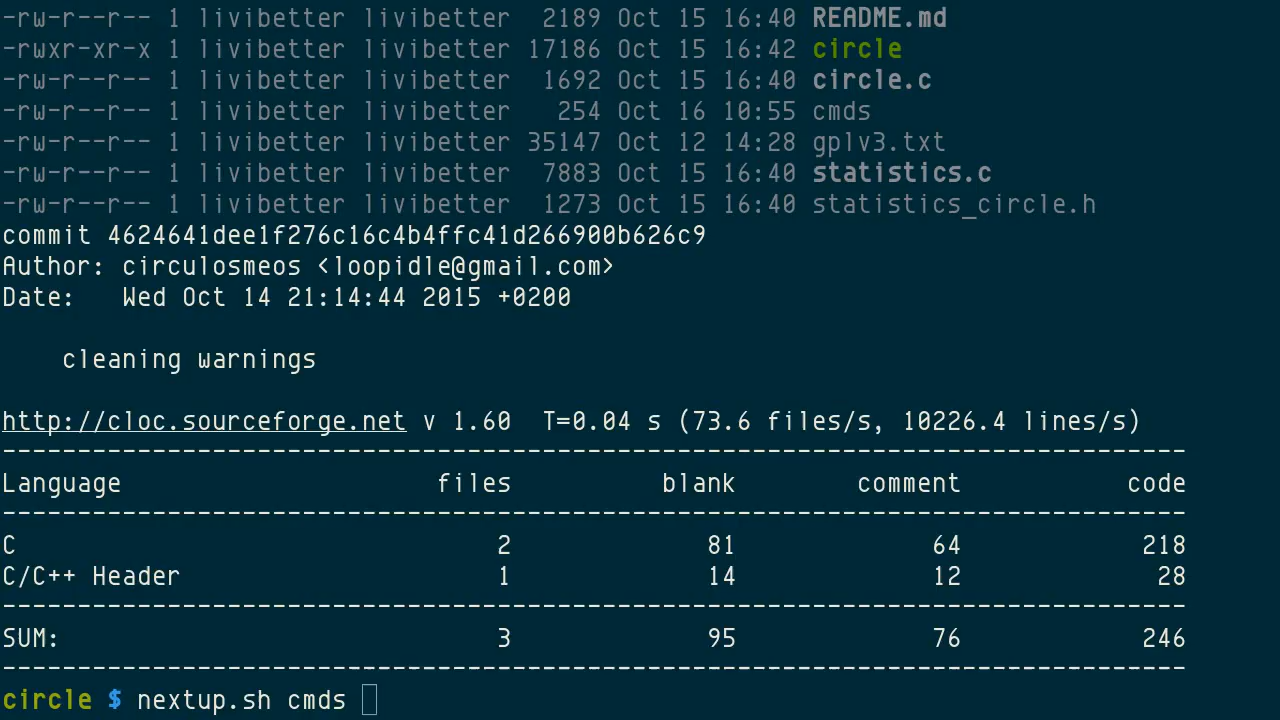 -rw-r--r-- 1 livibetter livibetter  2189 Oct 15 16:40 README.md
-rwxr-xr-x 1 livibetter livibetter 17186 Oct 15 16:42 circle
-rw-r--r-- 1 livibetter livibetter  1692 Oct 15 16:40 circle.c
-rw-r--r-- 1 livibetter livibetter   254 Oct 16 10:55 cmds
-rw-r--r-- 1 livibetter livibetter 35147 Oct 12 14:28 gplv3.txt
-rw-r--r-- 1 livibetter livibetter  7883 Oct 15 16:40 statistics.c
-rw-r--r-- 1 livibetter livibetter  1273 Oct 15 16:40 statistics_circle.h
commit 4624641dee1f276c16c4b4ffc41d266900b626c9
Author: circulosmeos <loopidle@gmail.com>
Date:   Wed Oct 14 21:14:44 2015 +0200
    cleaning warnings
http://cloc.sourceforge.net v 1.60  T=0.04 s (73.6 files/s, 10226.4 lines/s)
-------------------------------------------------------------------------------
Language                     files          blank        comment           code
-------------------------------------------------------------------------------
C                                2             81             64            218
C/C++ Header                     1             14             12             28
-------------------------------------------------------------------------------
SUM:                             3             95             76            246
-------------------------------------------------------------------------------
circle $ nextup.sh cmds